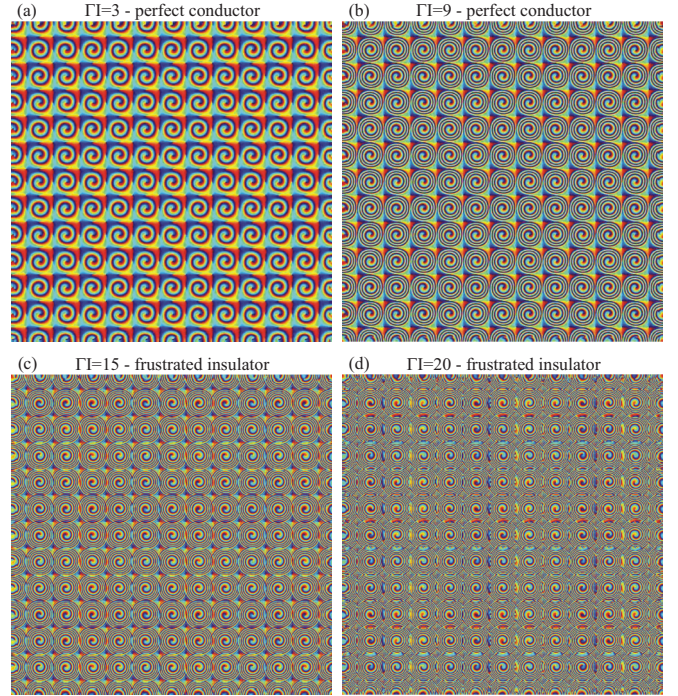 (a) ΓI=3 - perfect conductor
(b) ΓI=9 - perfect conductor
(c) ΓI=15 - frustrated insulator
(d) ΓI=20 - frustrated insulator